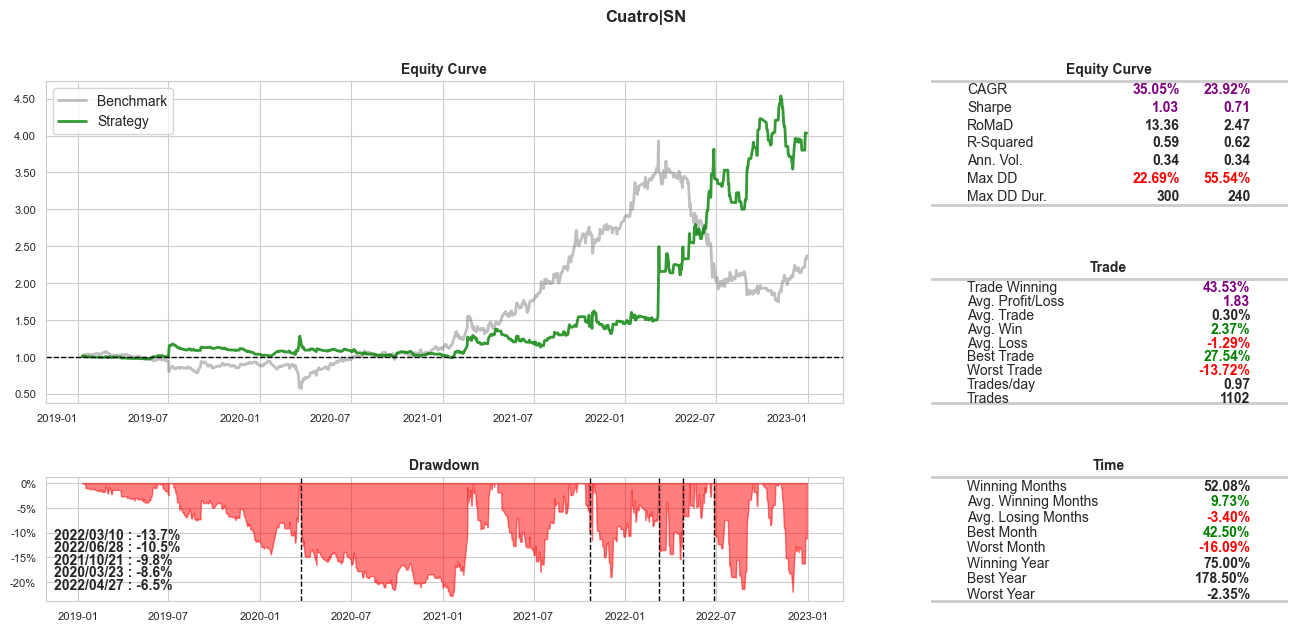 Cuatro|SN
Equity Curve
Benchmark
Strategy
4.50
4.00
3.50
3.00
2.50
2.00
1.50
1.00
0.50
2019-01 2019-07 2020-01 2020-07 2021-01 2021-07 2022-01 2022-07 2023-01
Drawdown
0%
-5%
-10%
-15%
-20%
2022/03/10 : -13.7%
2022/06/28 : -10.5%
2021/10/21 : -9.8%
2020/03/23 : -8.6%
2022/04/27 : -6.5%
2019-01 2019-07 2020-01 2020-07 2021-01 2021-07 2022-01 2022-07 2023-01
Equity Curve
CAGR 35.05% 23.92%
Sharpe 1.03 0.71
RoMaD 13.36 2.47
R-Squared 0.59 0.62
Ann. Vol. 0.34 0.34
Max DD 22.69% 55.54%
Max DD Dur. 300 240
Trade
Trade Winning 43.53%
Avg. Profit/Loss 1.83
Avg. Trade 0.30%
Avg. Win 2.37%
Avg. Loss -1.29%
Best Trade 27.54%
Worst Trade -13.72%
Trades/day 0.97
Trades 1102
Time
Winning Months 52.08%
Avg. Winning Months 9.73%
Avg. Losing Months -3.40%
Best Month 42.50%
Worst Month -16.09%
Winning Year 75.00%
Best Year 178.50%
Worst Year -2.35%